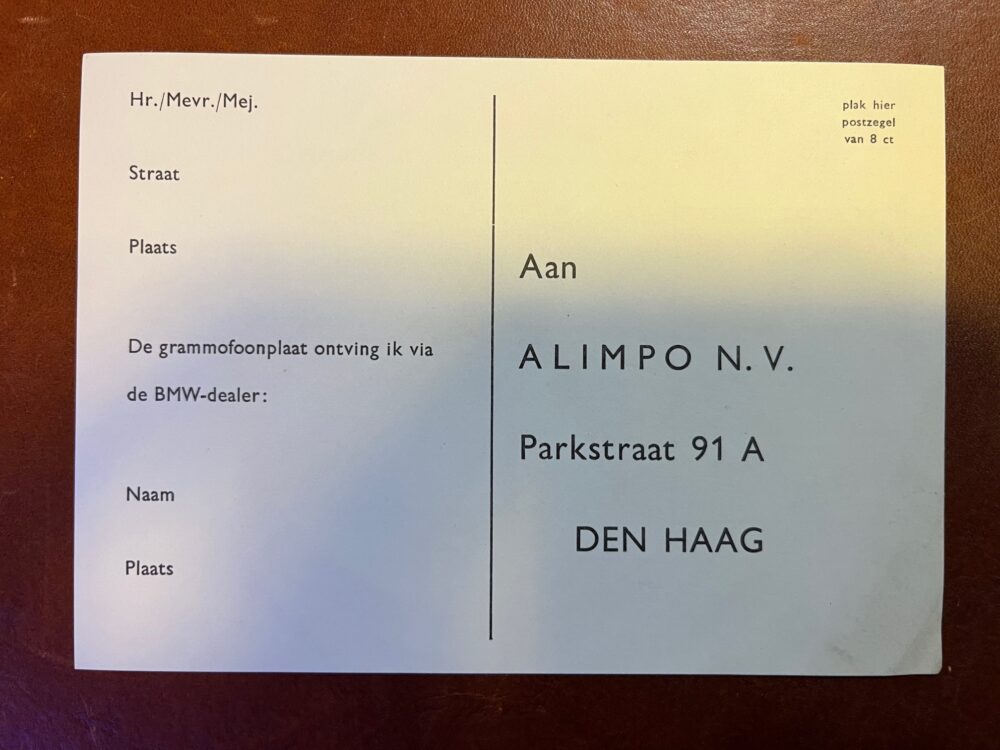 Hr./Mevr./Mej.
Straat
Plaats
De grammofoonplaat ontving ik via
de BMW-dealer:
Naam
Plaats
plak hier
postzegel
van 8 ct
Aan
ALIMPO N.V.
Parkstraat 91 A
DEN HAAG